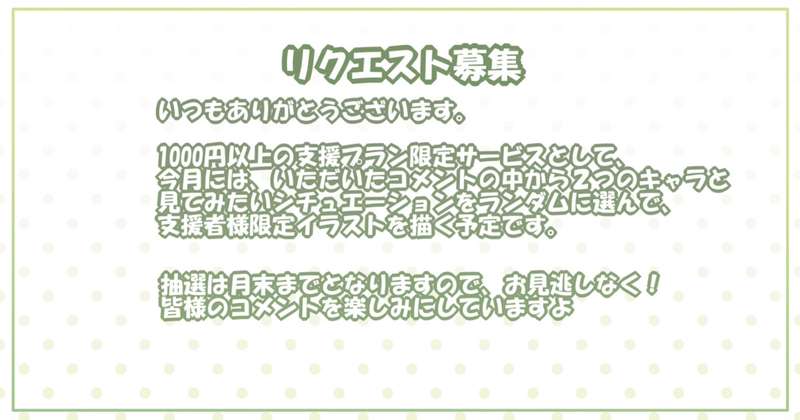 リクエスト募集
いつもありがとうございます。
1000円以上の支援プラン限定サービスとして、
今月には、いただいたコメントの中から２つのキャラと
見てみたいシチュエーションをランダムに選んで、
支援者様限定イラストを描く予定です。
抽選は月末までとなりますので、お見逃しなく！
皆様のコメントを楽しみにしていますよ